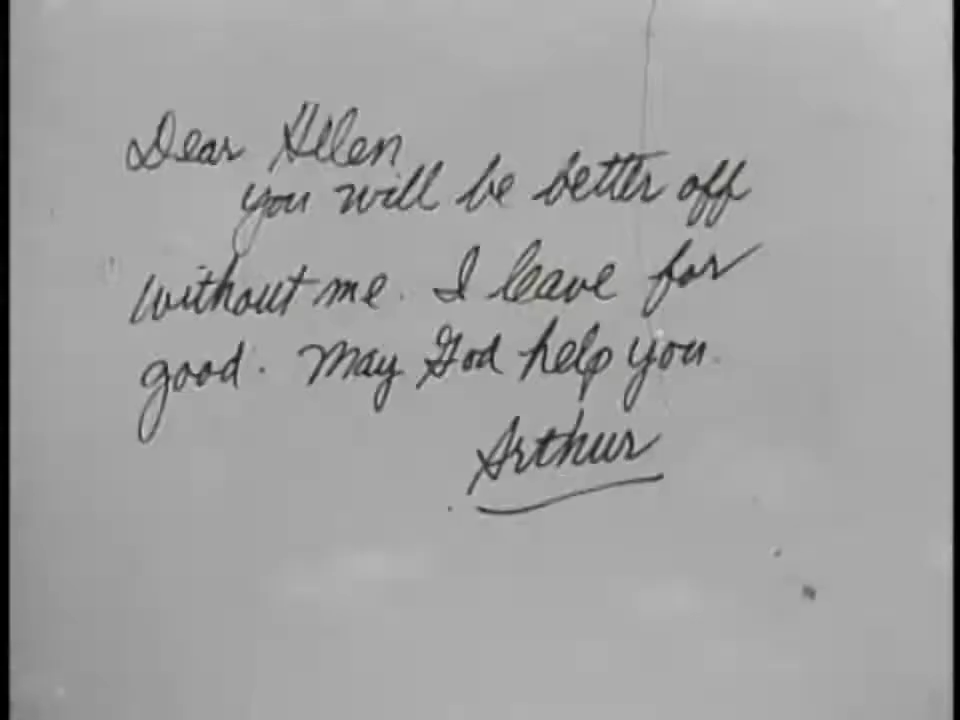 Dear Helen
you will be better off
without me. I leave for
good. May God help you.
Arthur